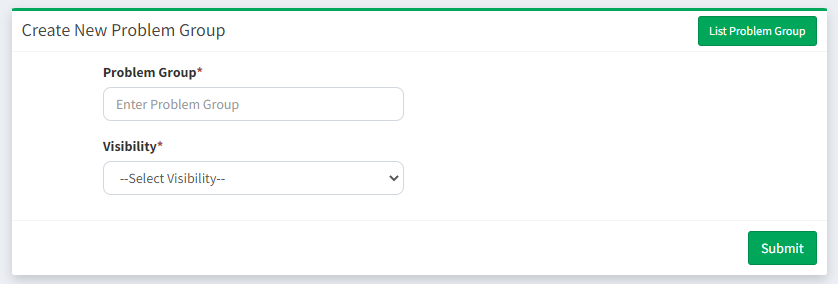 Create New Problem Group
List Problem Group
Problem Group*
Enter Problem Group
Visibility*
--Select Visibility--
Submit